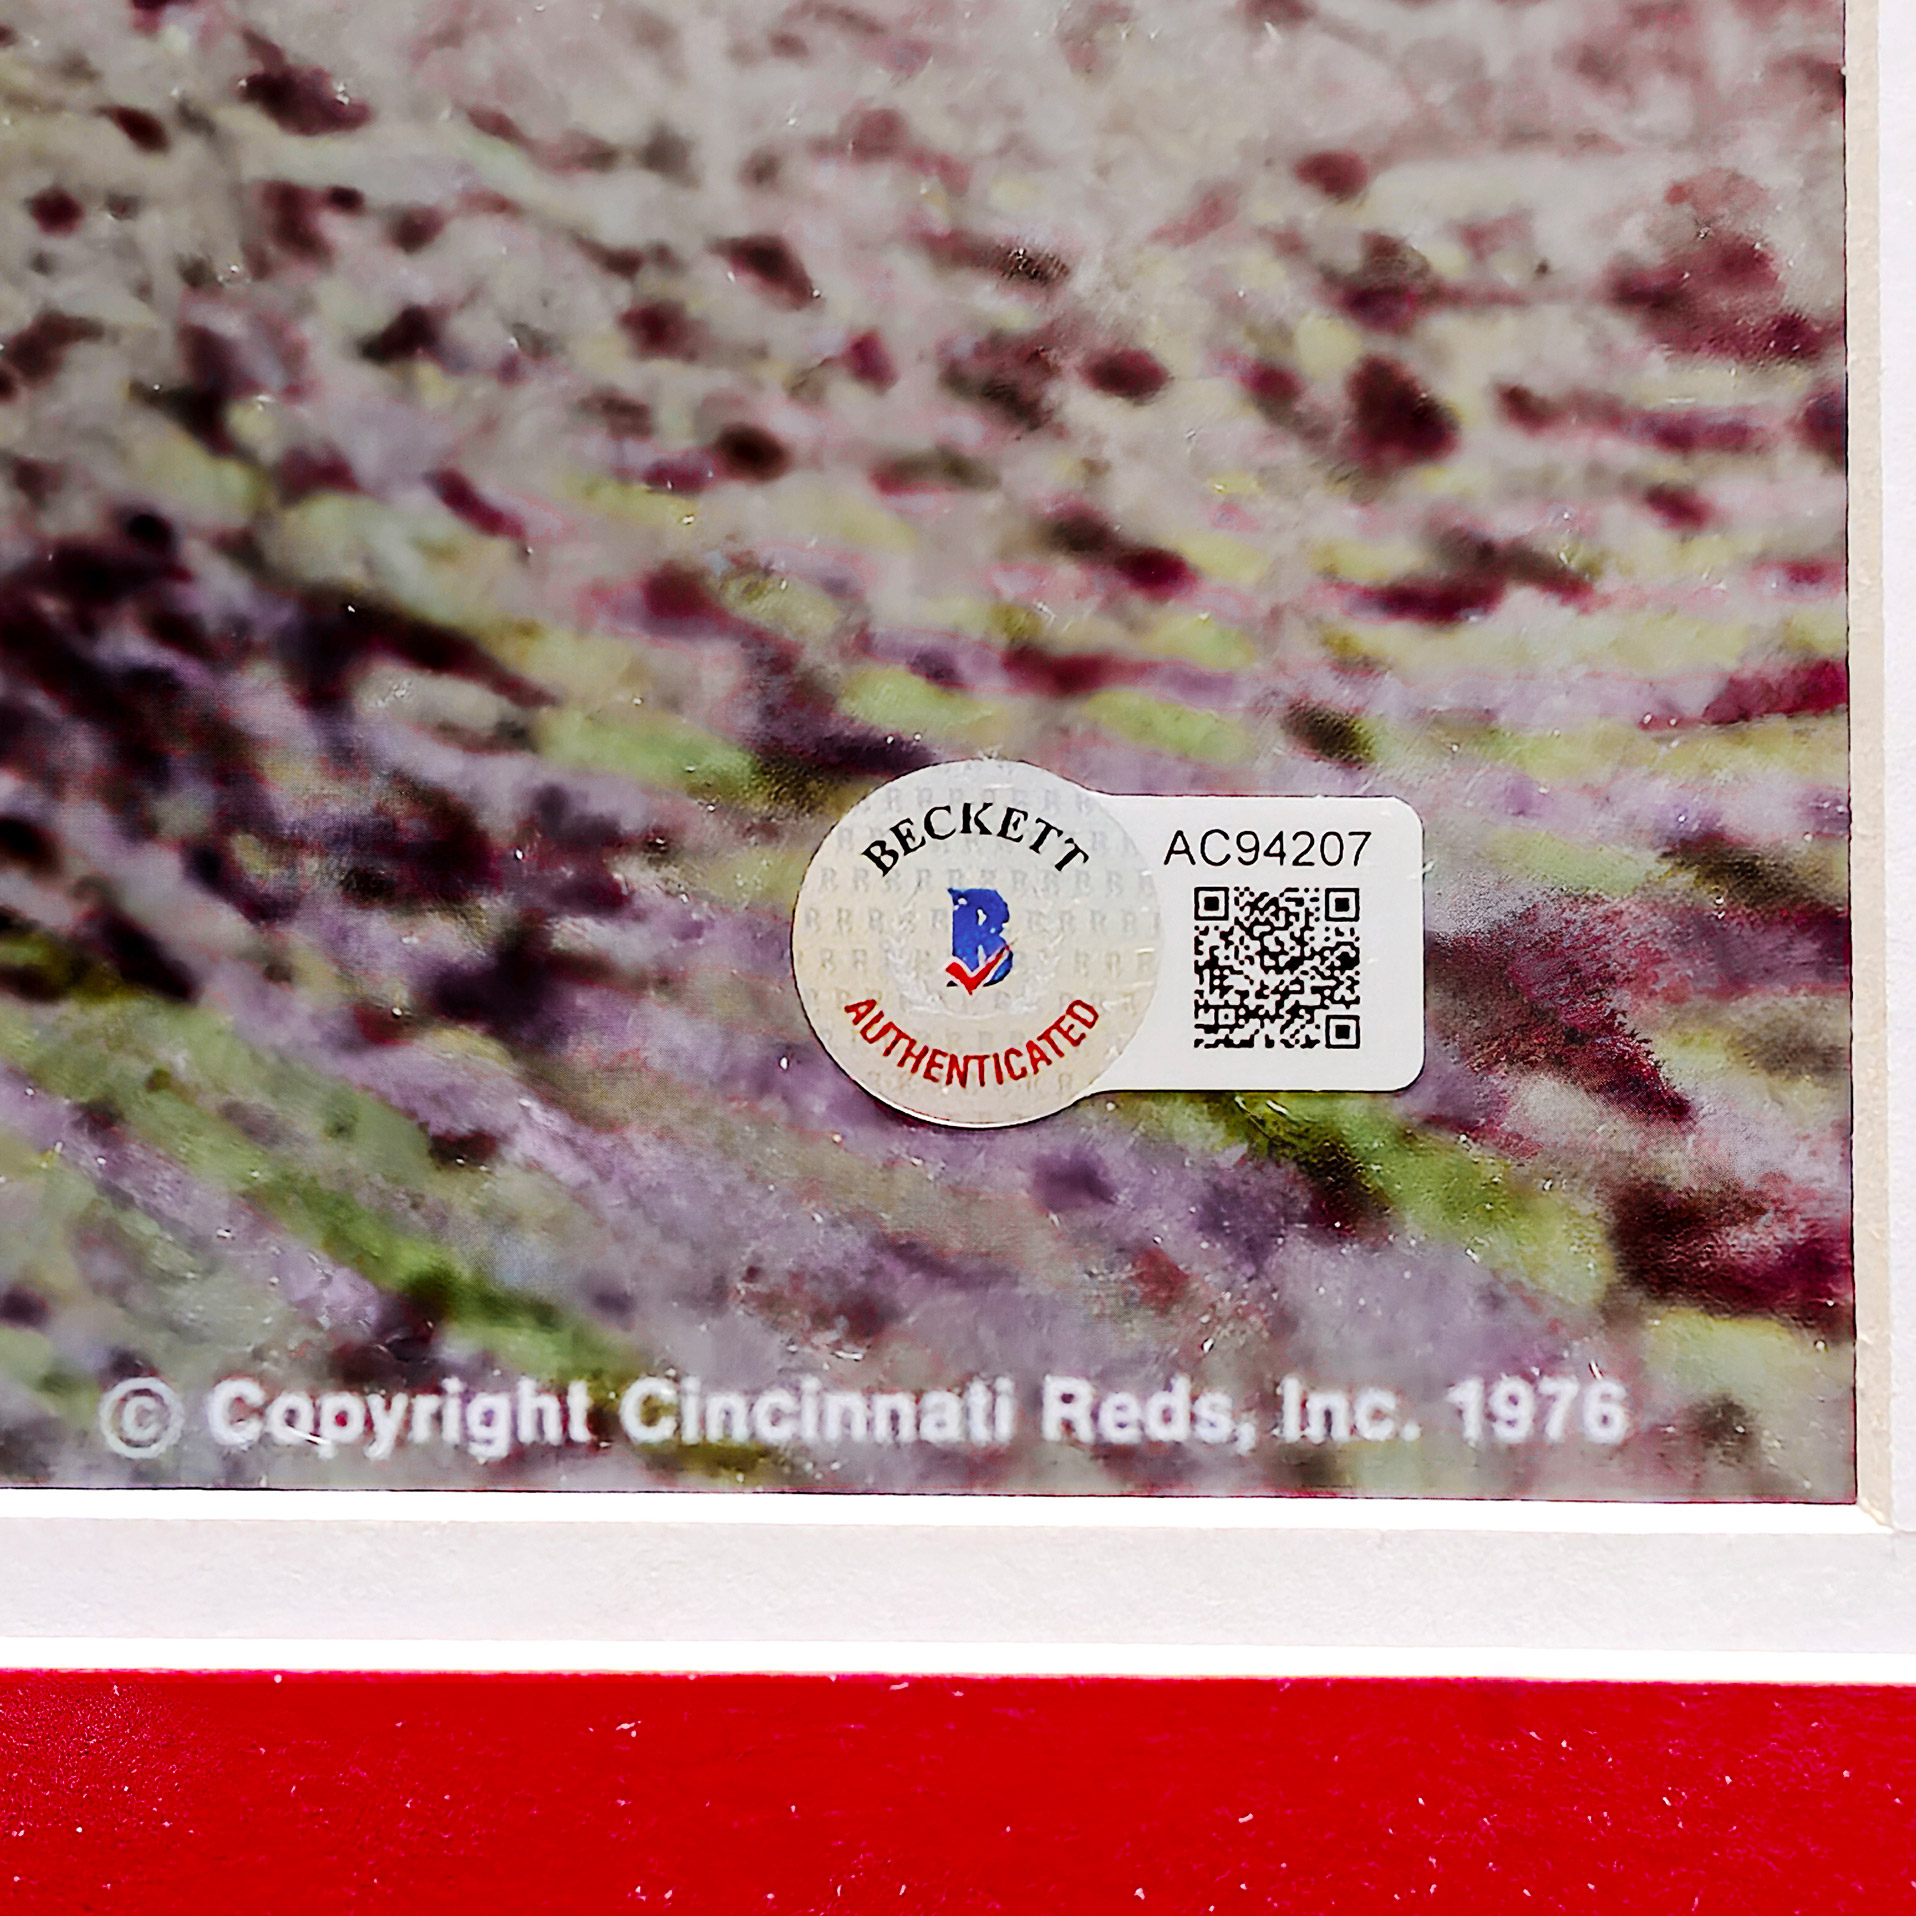 BECKETT
B
AUTHENTICATED
AC94207
© Copyright Cincinnati Reds, Inc. 1976